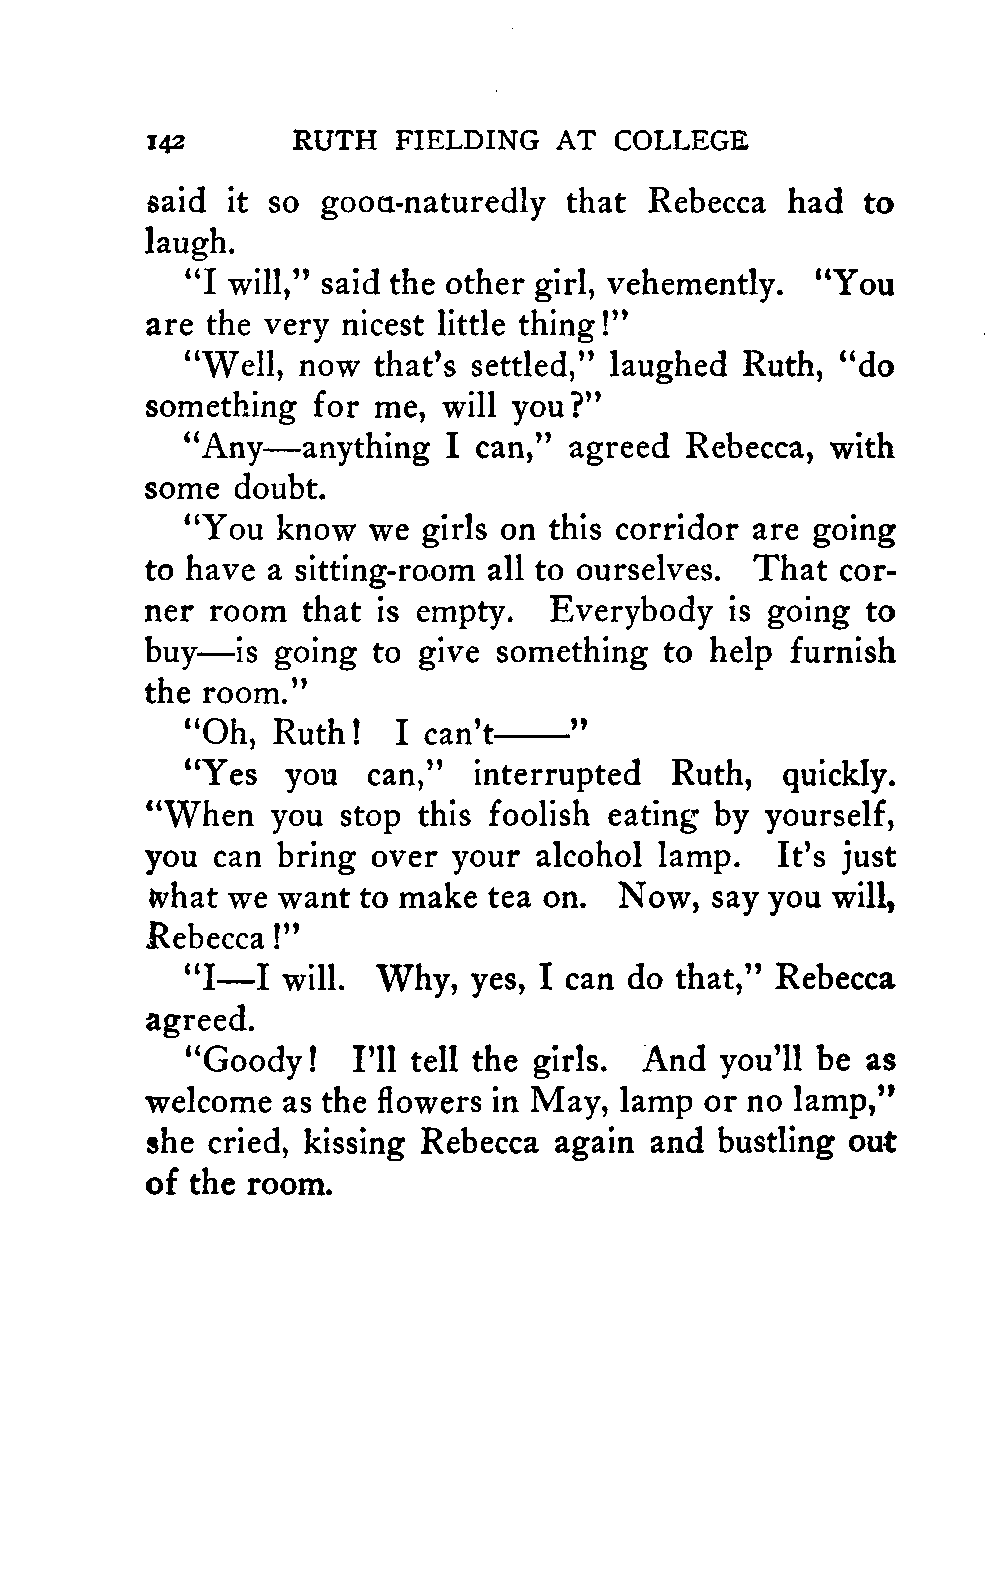 142 RUTH FIELDING AT COLLEGE
said it so good-naturedly that Rebecca had to
laugh.
“I will,” said the other girl, vehemently. “You
are the very nicest little thing!”
“Well, now that’s settled,” laughed Ruth, “do
something for me, will you?”
“Any—anything I can,” agreed Rebecca, with
some doubt.
“You know we girls on this corridor are going
to have a sitting-room all to ourselves. That cor-
ner room that is empty. Everybody is going to
buy—is going to give something to help furnish
the room.”
“Oh, Ruth! I can’t——”
“Yes you can,” interrupted Ruth, quickly.
“When you stop this foolish eating by yourself,
you can bring over your alcohol lamp. It’s just
what we want to make tea on. Now, say you will,
Rebecca!”
“I—I will. Why, yes, I can do that,” Rebecca
agreed.
“Goody! I’ll tell the girls. And you’ll be as
welcome as the flowers in May, lamp or no lamp,”
she cried, kissing Rebecca again and bustling out
of the room.